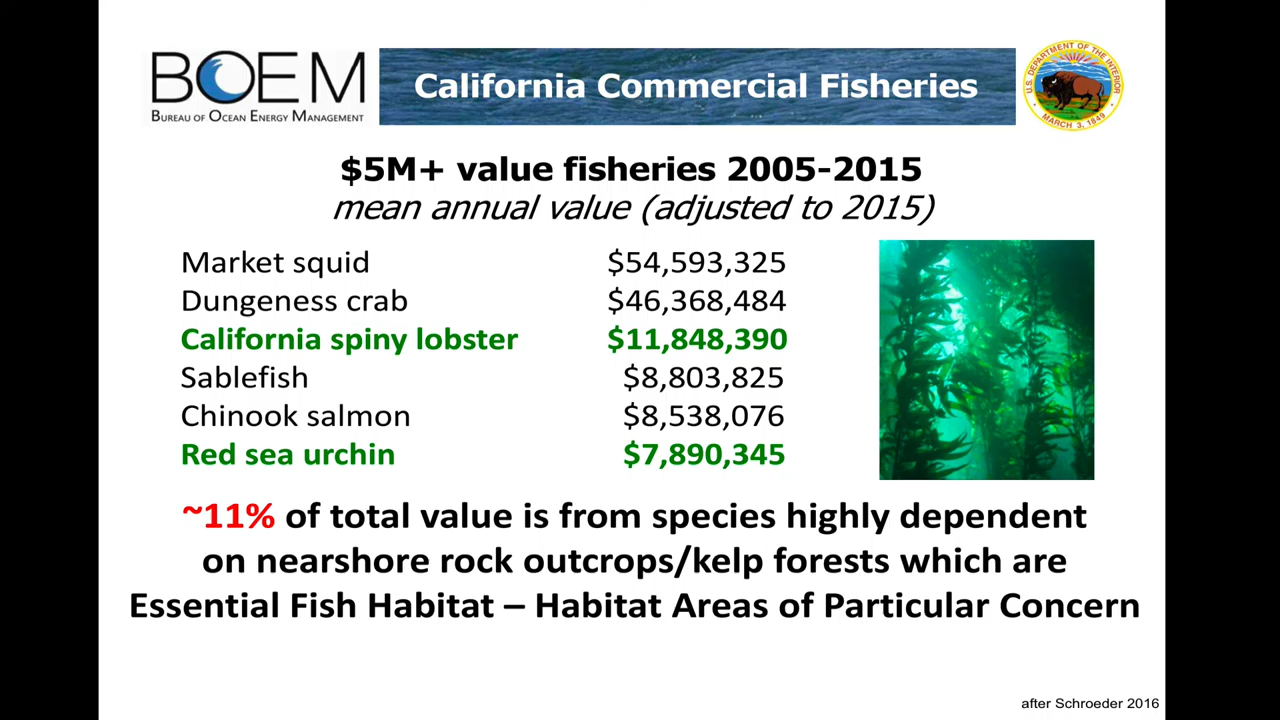 BOEM
BUREAU OF OCEAN ENERGY MANAGEMENT
California Commercial Fisheries
U.S. DEPARTMENT OF THE INTERIOR
MARCH 3, 1849
$5M+ value fisheries 2005-2015
mean annual value (adjusted to 2015)
Market squid $54,593,325
Dungeness crab $46,368,484
California spiny lobster $11,848,390
Sablefish $8,803,825
Chinook salmon $8,538,076
Red sea urchin $7,890,345
~11% of total value is from species highly dependent
on nearshore rock outcrops/kelp forests which are
Essential Fish Habitat – Habitat Areas of Particular Concern
after Schroeder 2016